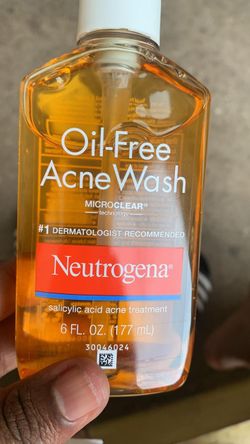 Oil-Free
Acne Wash
MICROCLEAR®
technology
#1 DERMATOLOGIST RECOMMENDED
Neutrogena®
salicylic acid acne treatment
6 FL. OZ. (177 mL)
30046024